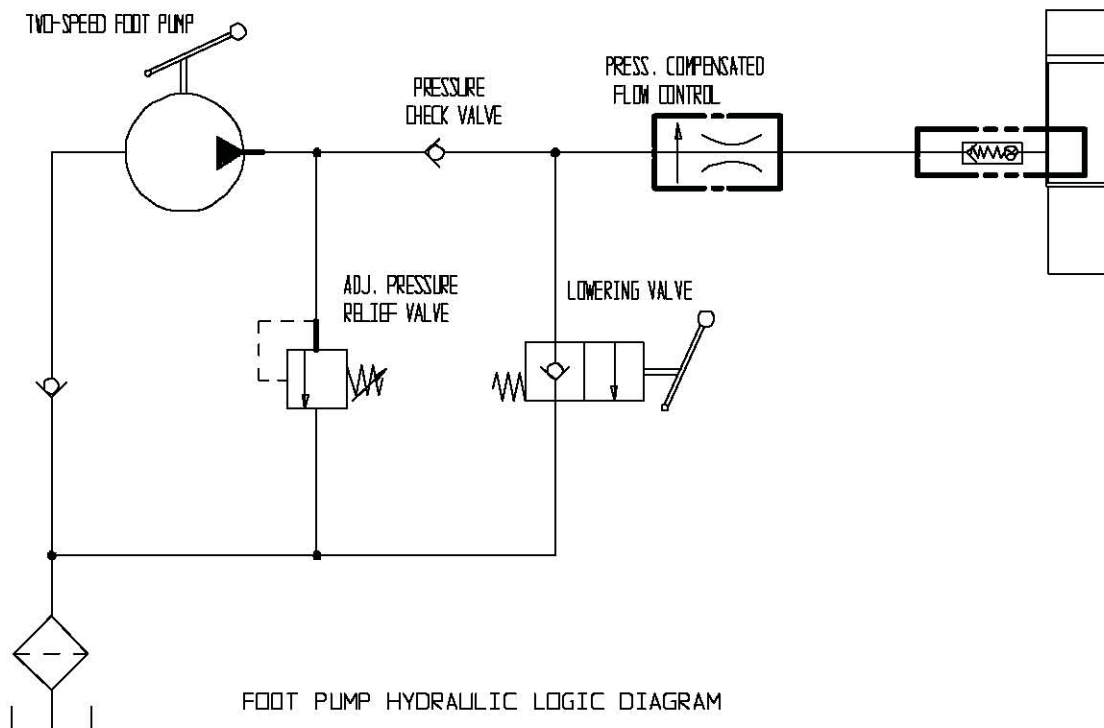 TWO-SPEED FOOT PUMP
PRESSURE
CHECK VALVE
PRESS. COMPENSATED
FLOW CONTROL
ADJ. PRESSURE
RELIEF VALVE
LOWERING VALVE
FOOT PUMP HYDRAULIC LOGIC DIAGRAM